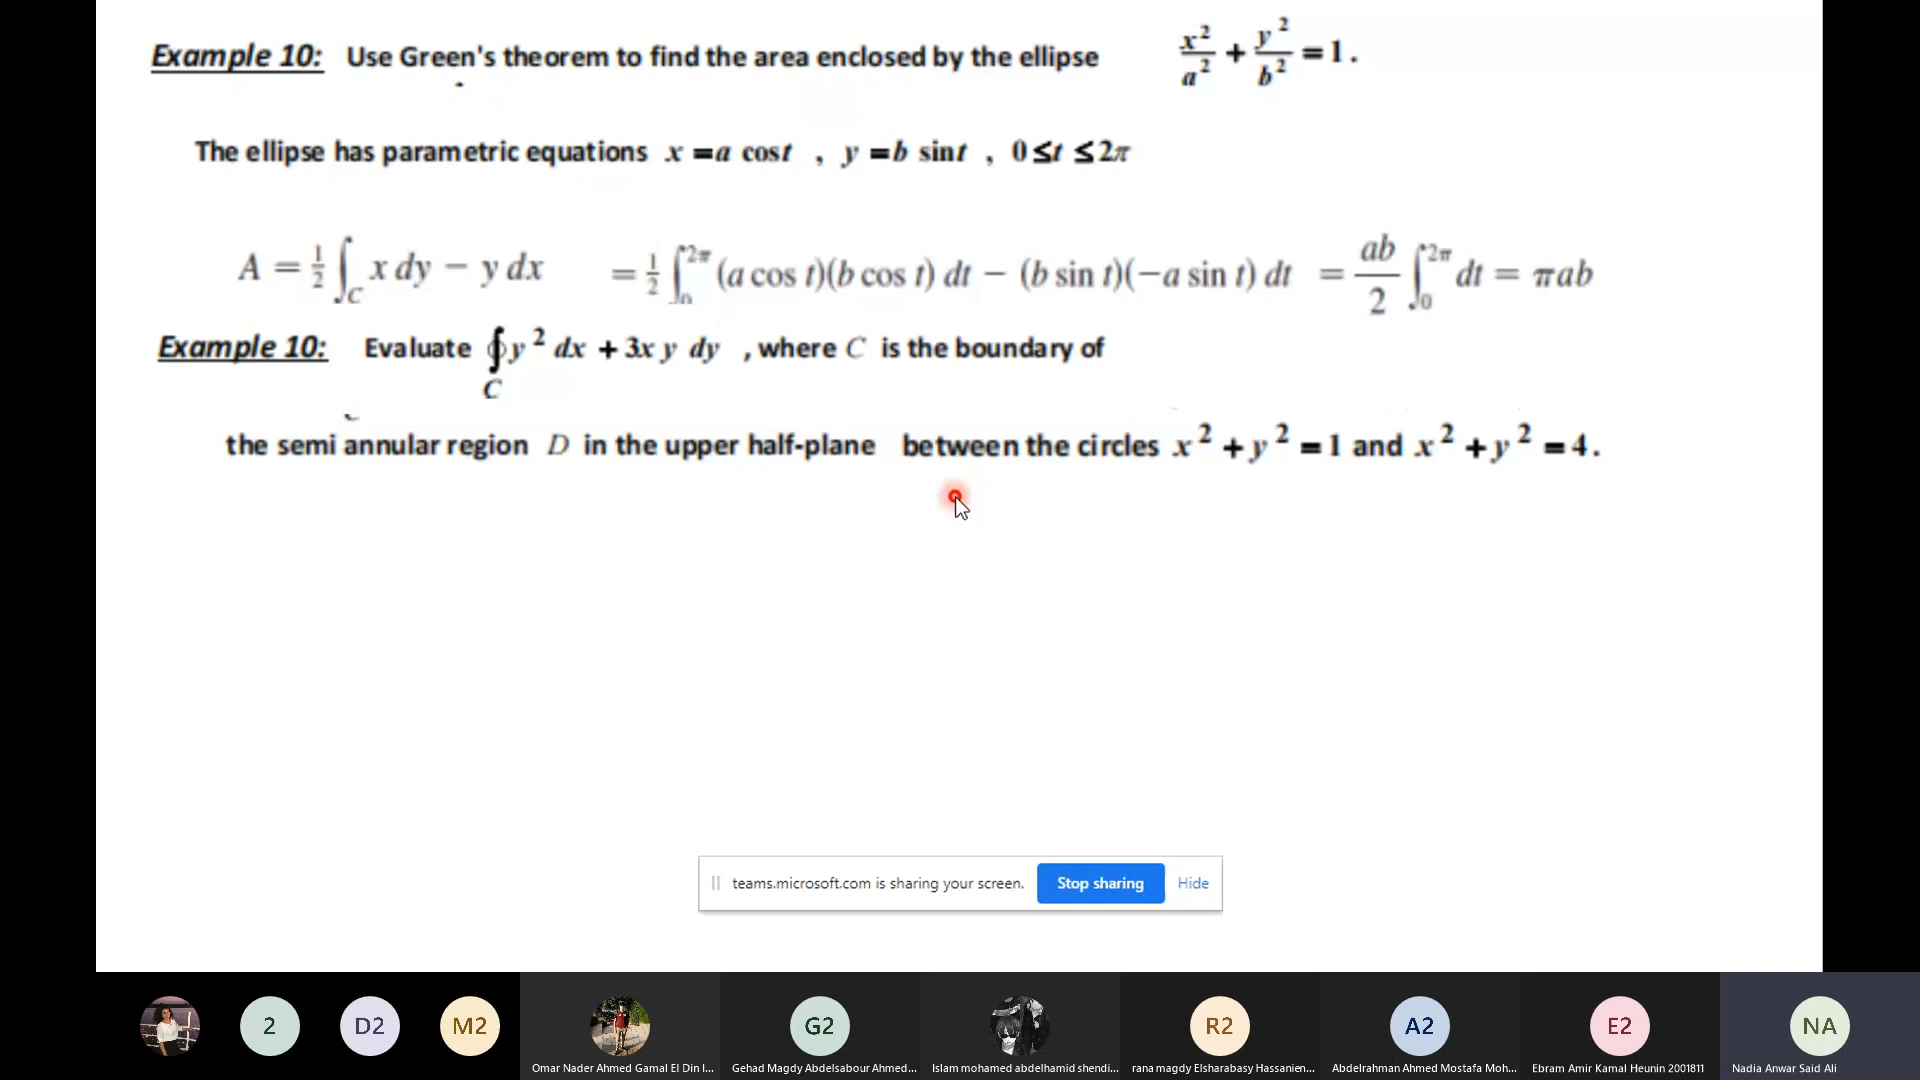 Example 10: Use Green's theorem to find the area enclosed by the ellipse x²/a² + y²/b² = 1.
The ellipse has parametric equations x = a cos t , y = b sin t , 0 ≤ t ≤ 2π
A = ½ ∫_C x dy − y dx = ½ ∫₀^2π (a cos t)(b cos t) dt − (b sin t)(−a sin t) dt = ab/2 ∫₀^2π dt = πab
Example 10: Evaluate ∮_C y² dx + 3x y dy , where C is the boundary of
the semi annular region D in the upper half-plane between the circles x² + y² = 1 and x² + y² = 4.
teams.microsoft.com is sharing your screen. Stop sharing Hide
2 D2 M2 G2 R2 A2 E2 NA
Omar Nader Ahmed Gamal El Din I... Gehad Magdy Abdelsabour Ahmed... Islam mohamed abdelhamid shendi... rana magdy Elsharabasy Hassanien... Abdelrahman Ahmed Mostafa Moh... Ebram Amir Kamal Heunin 2001811 Nadia Anwar Said Ali